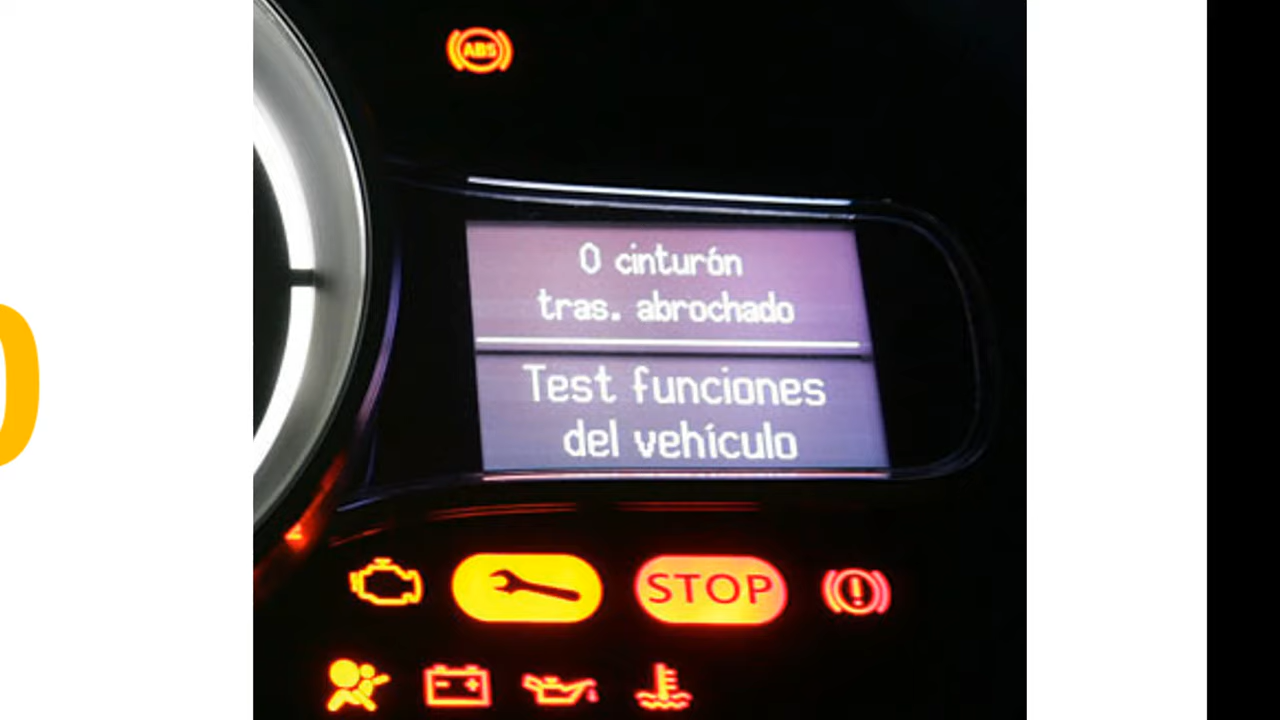 ABS
0 cinturón
tras. abrochado
Test funciones
del vehículo
STOP